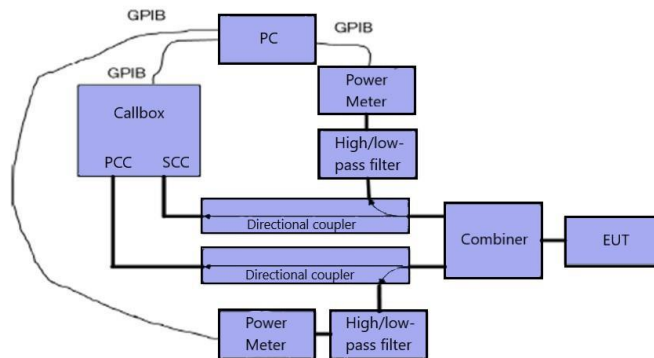 GPIB
PC
GPIB
GPIB
Power
Meter
Callbox
PCC SCC
High/low-
pass filter
Directional coupler
Combiner
EUT
Directional coupler
Power
Meter
High/low-
pass filter